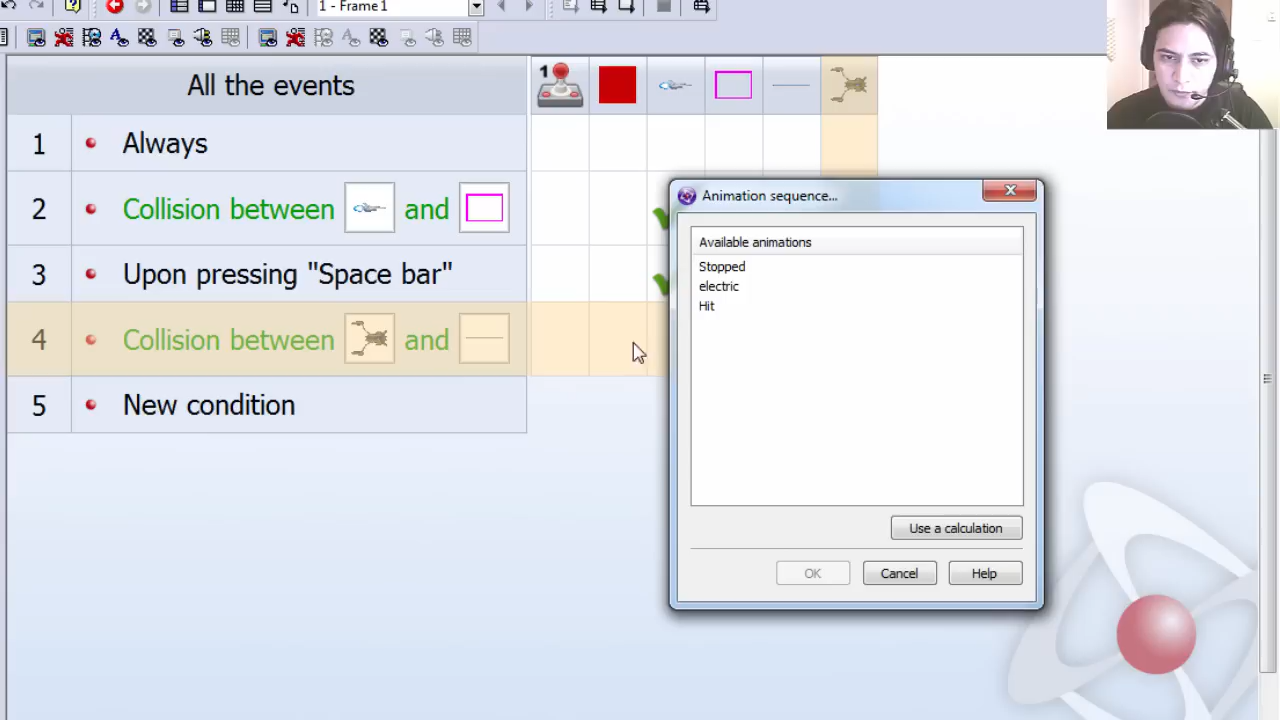 1 - Frame 1
All the events
1
1 Always
2 Collision between and
3 Upon pressing "Space bar"
4 Collision between and
5 New condition
Animation sequence...
Available animations
Stopped
electric
Hit
Use a calculation
OK Cancel Help